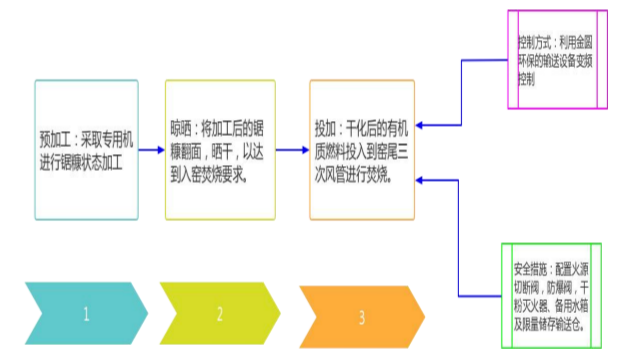 预加工：采取专用机
进行锯糠状态加工
晾晒：将加工后的锯
糠翻面，晒干，以达
到入窑焚烧要求。
投加：干化后的有机
质燃料投入到窑尾三
次风管进行焚烧。
控制方式：利用金圆
环保的输送设备变频
控制
安全措施：配置火源
切断阀，防爆阀，干
粉灭火器、备用水箱
及限量储存输送仓。
1
2
3